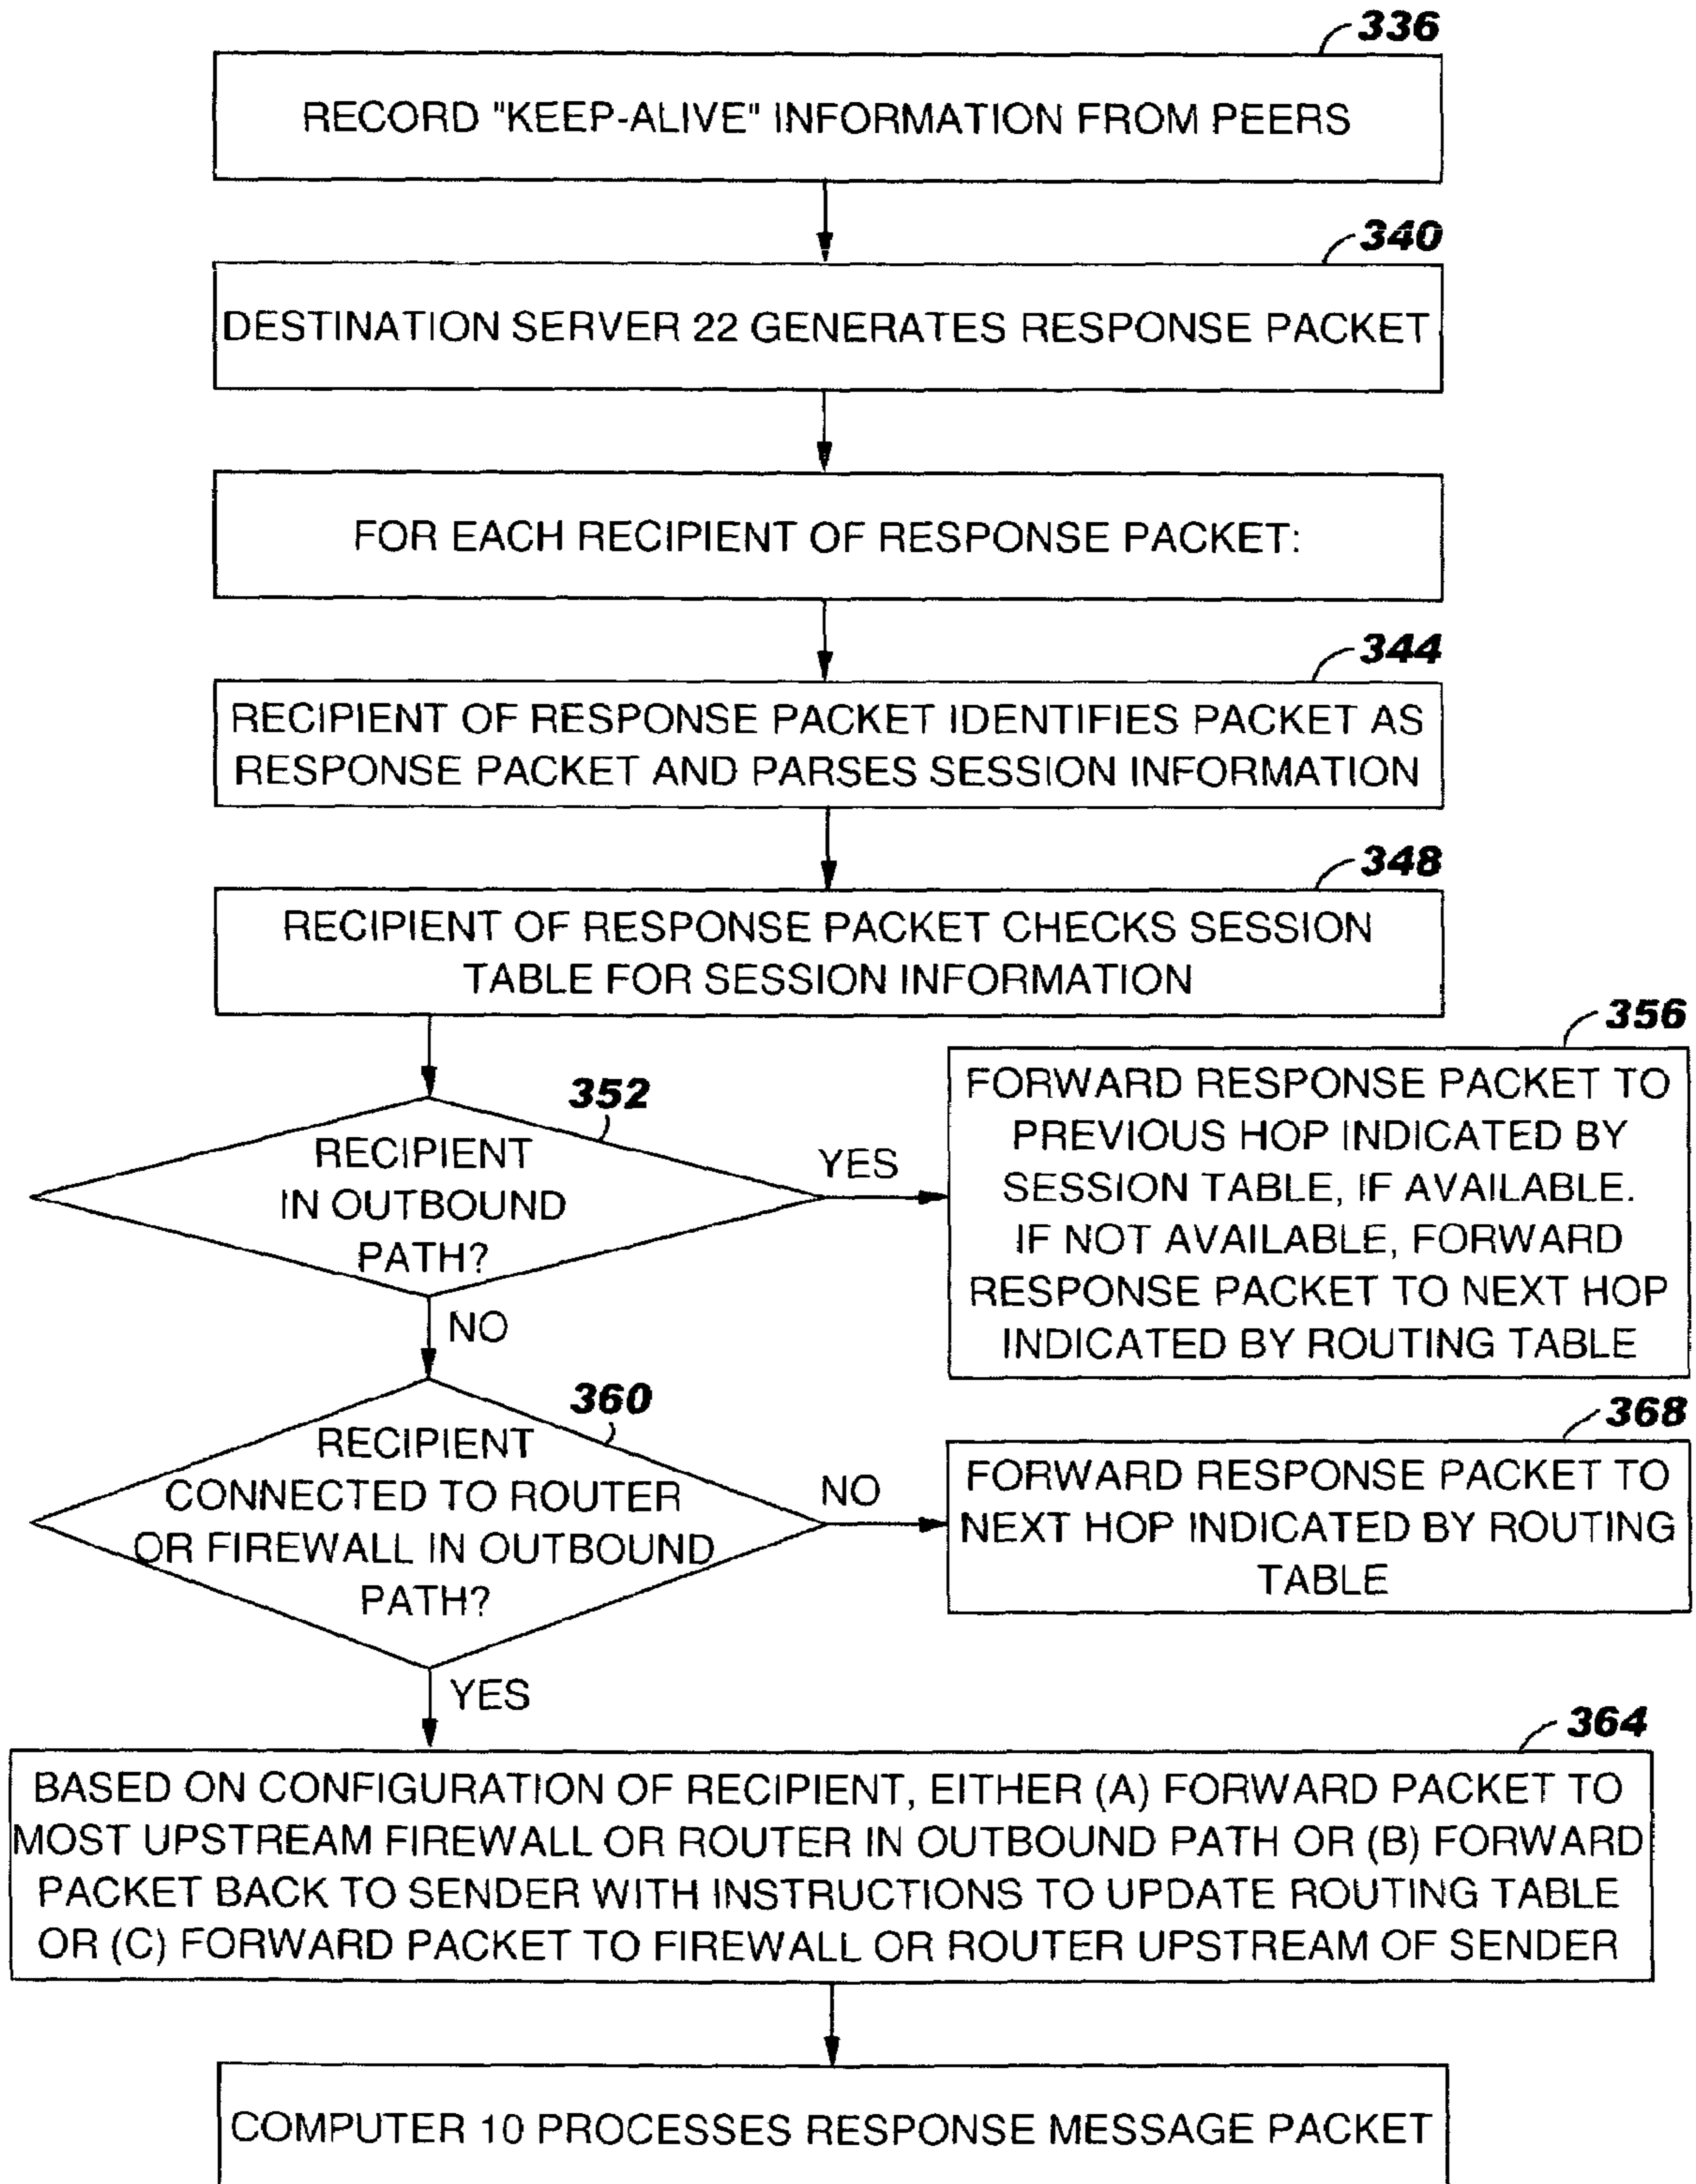 336
RECORD "KEEP-ALIVE" INFORMATION FROM PEERS
340
DESTINATION SERVER 22 GENERATES RESPONSE PACKET
FOR EACH RECIPIENT OF RESPONSE PACKET:
344
RECIPIENT OF RESPONSE PACKET IDENTIFIES PACKET AS
RESPONSE PACKET AND PARSES SESSION INFORMATION
348
RECIPIENT OF RESPONSE PACKET CHECKS SESSION
TABLE FOR SESSION INFORMATION
352
RECIPIENT
IN OUTBOUND
PATH?
YES
356
FORWARD RESPONSE PACKET TO
PREVIOUS HOP INDICATED BY
SESSION TABLE, IF AVAILABLE.
IF NOT AVAILABLE, FORWARD
RESPONSE PACKET TO NEXT HOP
INDICATED BY ROUTING TABLE
NO
360
RECIPIENT
CONNECTED TO ROUTER
OR FIREWALL IN OUTBOUND
PATH?
NO
368
FORWARD RESPONSE PACKET TO
NEXT HOP INDICATED BY ROUTING
TABLE
YES
364
BASED ON CONFIGURATION OF RECIPIENT, EITHER (A) FORWARD PACKET TO
MOST UPSTREAM FIREWALL OR ROUTER IN OUTBOUND PATH OR (B) FORWARD
PACKET BACK TO SENDER WITH INSTRUCTIONS TO UPDATE ROUTING TABLE
OR (C) FORWARD PACKET TO FIREWALL OR ROUTER UPSTREAM OF SENDER
COMPUTER 10 PROCESSES RESPONSE MESSAGE PACKET